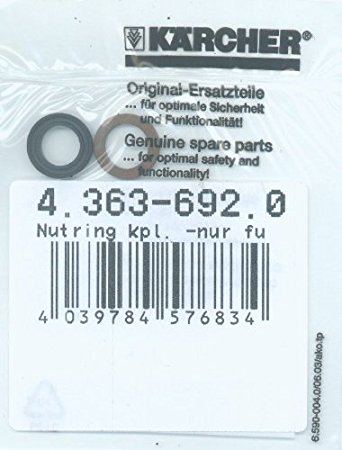 KÄRCHER®
Original-Ersatzteile
... für optimale Sicherheit
und Funktionalität!
Genuine spare parts
... for optimal safety and
functionality!
4.363-692.0
Nutring kpl. -nur fu
4 039784 576834
6.590-004.0/06.03/ako.tp